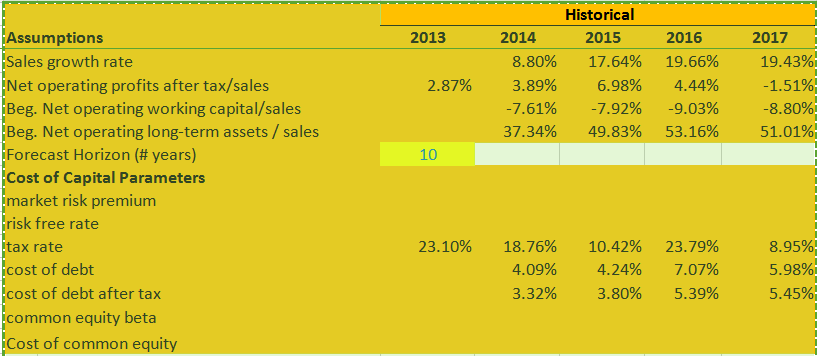 Historical
Assumptions 2013 2014 2015 2016 2017
Sales growth rate 8.80% 17.64% 19.66% 19.43%
Net operating profits after tax/sales 2.87% 3.89% 6.98% 4.44% -1.51%
Beg. Net operating working capital/sales -7.61% -7.92% -9.03% -8.80%
Beg. Net operating long-term assets / sales 37.34% 49.83% 53.16% 51.01%
Forecast Horizon (# years) 10
Cost of Capital Parameters
market risk premium
risk free rate
tax rate 23.10% 18.76% 10.42% 23.79% 8.95%
cost of debt 4.09% 4.24% 7.07% 5.98%
cost of debt after tax 3.32% 3.80% 5.39% 5.45%
common equity beta
Cost of common equity